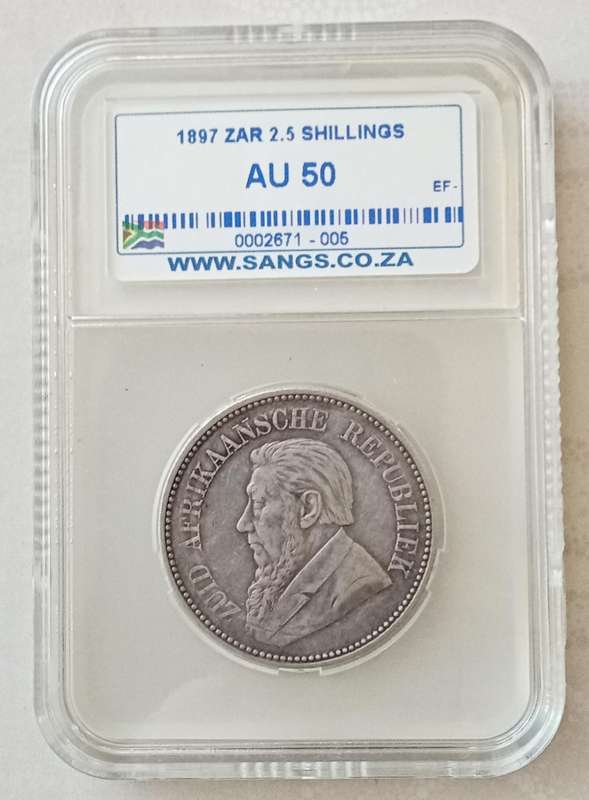 1897 ZAR 2.5 SHILLINGS
AU 50
EF-
0002671 - 005
WWW.SANGS.CO.ZA
ZUID AFRIKAANSCHE REPUBLIEK